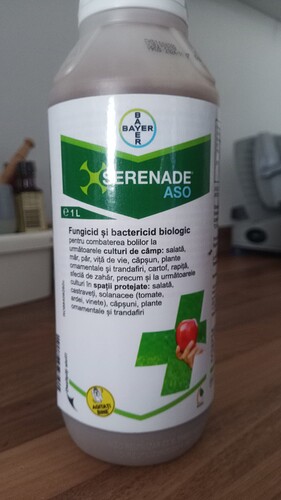 BAYER
BAYER
SERENADE®
ASO
℮ 1 L
Fungicid și bactericid biologic
pentru combaterea bolilor la
următoarele culturi de câmp: salată,
măr, păr, viță de vie, căpșun, plante
ornamentale și trandafiri, cartof, rapiță,
sfeclă de zahăr, precum și la următoarele
culturi în spații protejate: salată,
castraveți, solanacee (tomate,
ardei, vinete), căpșuni, plante
ornamentale și trandafiri